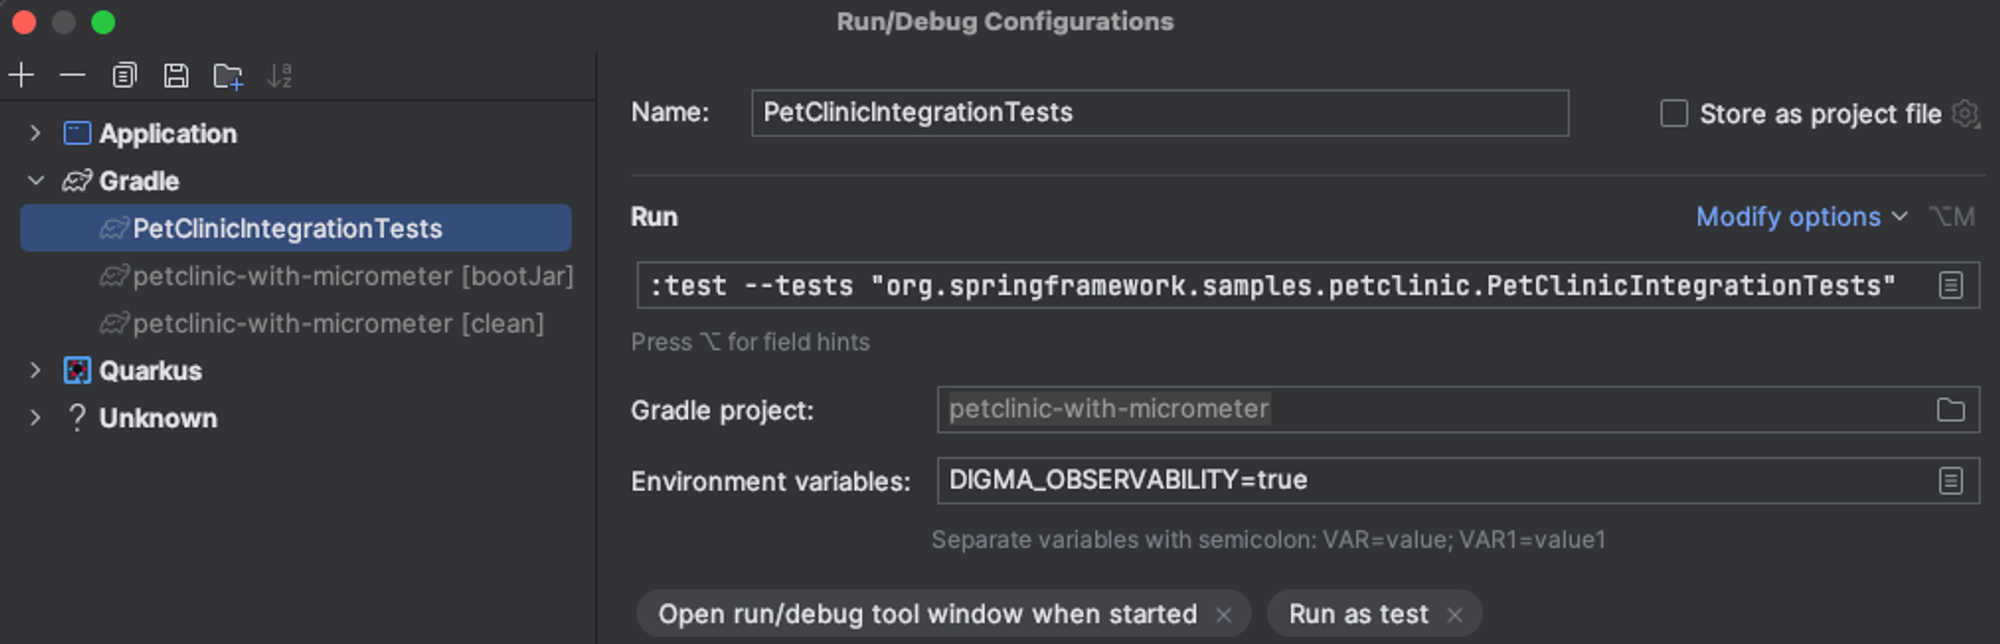 Run/Debug Configurations
Application
Gradle
PetClinicIntegrationTests
petclinic-with-micrometer [bootJar]
petclinic-with-micrometer [clean]
Quarkus
? Unknown
Name: PetClinicIntegrationTests
Store as project file
Run
Modify options ⌥M
:test --tests "org.springframework.samples.petclinic.PetClinicIntegrationTests"
Press ⌥ for field hints
Gradle project: petclinic-with-micrometer
Environment variables: DIGMA_OBSERVABILITY=true
Separate variables with semicolon: VAR=value; VAR1=value1
Open run/debug tool window when started ×
Run as test ×